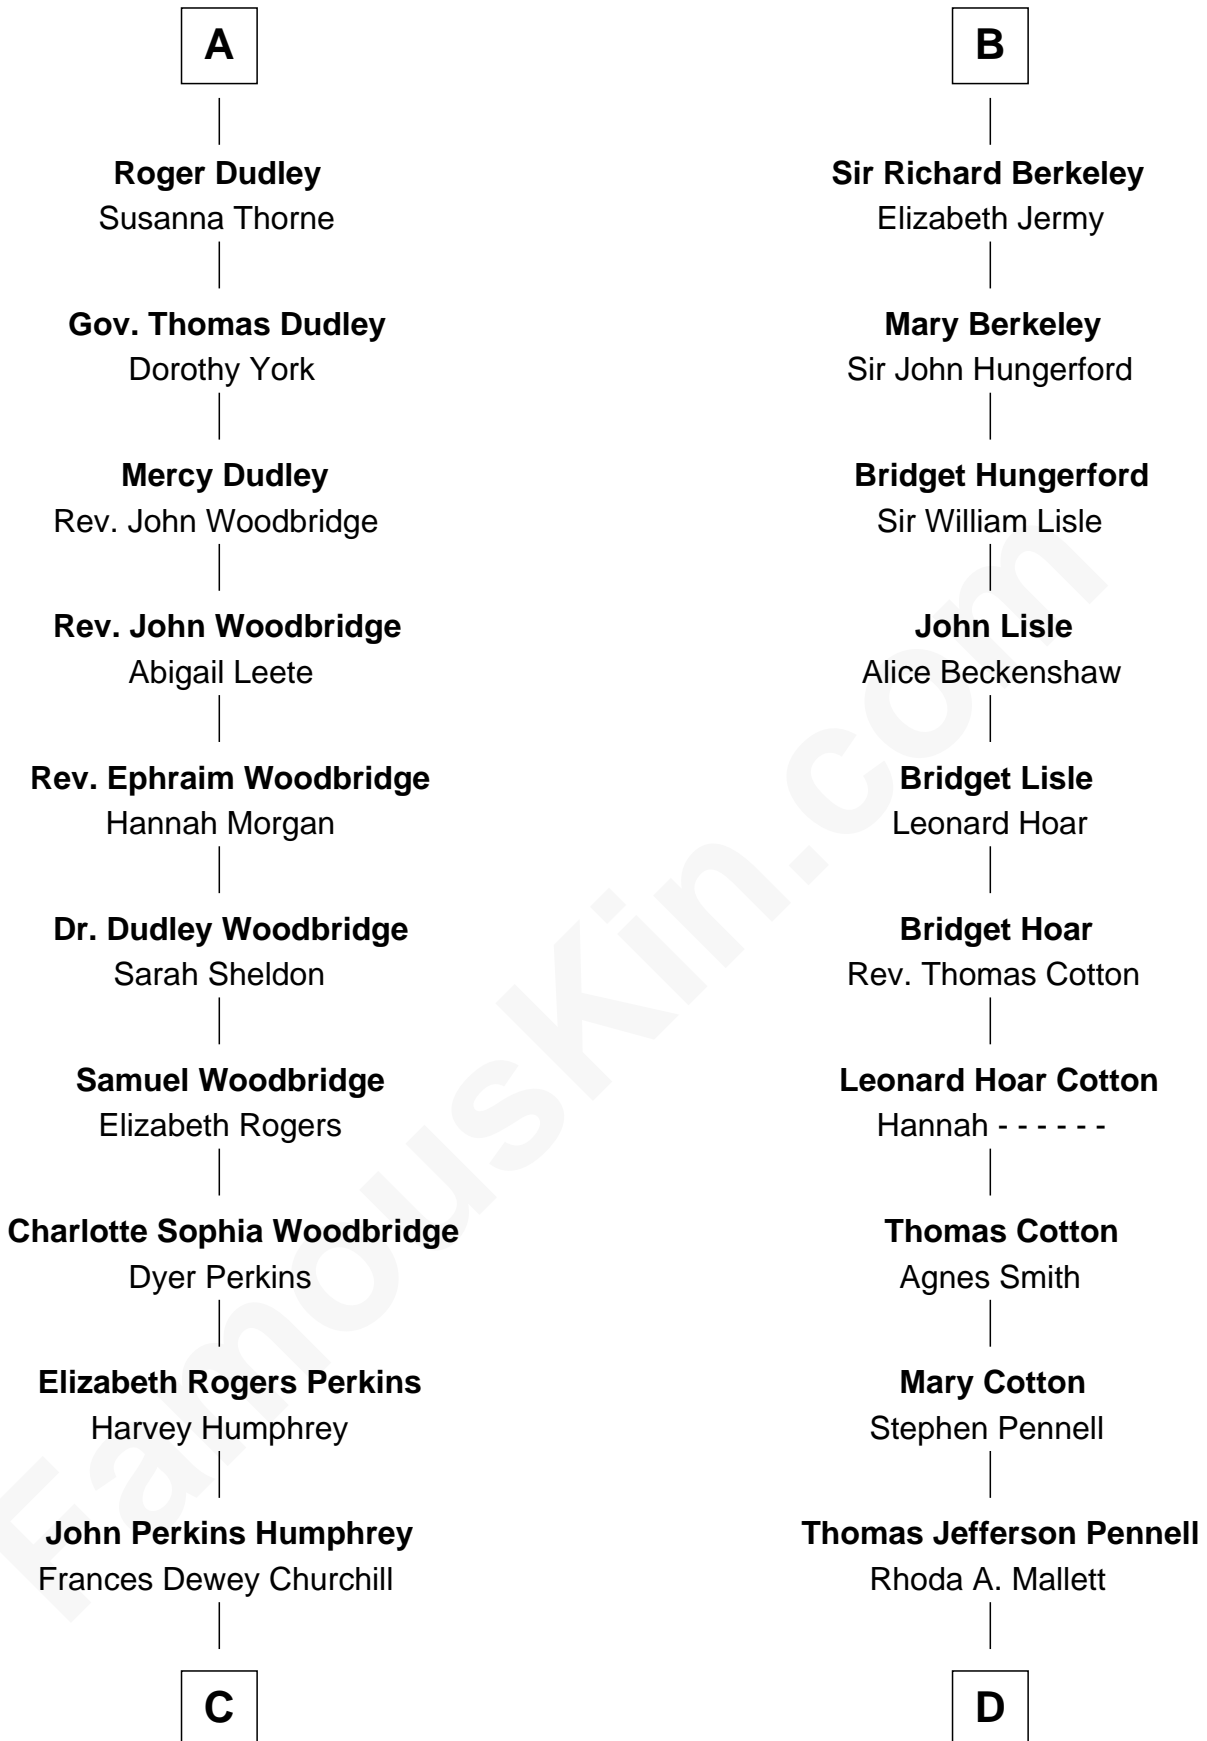 A
Roger Dudley
Susanna Thorne
Gov. Thomas Dudley
Dorothy York
Mercy Dudley
Rev. John Woodbridge
Rev. John Woodbridge
Abigail Leete
Rev. Ephraim Woodbridge
Hannah Morgan
Dr. Dudley Woodbridge
Sarah Sheldon
Samuel Woodbridge
Elizabeth Rogers
Charlotte Sophia Woodbridge
Dyer Perkins
Elizabeth Rogers Perkins
Harvey Humphrey
John Perkins Humphrey
Frances Dewey Churchill
C
B
Sir Richard Berkeley
Elizabeth Jermy
Mary Berkeley
Sir John Hungerford
Bridget Hungerford
Sir William Lisle
John Lisle
Alice Beckenshaw
Bridget Lisle
Leonard Hoar
Bridget Hoar
Rev. Thomas Cotton
Leonard Hoar Cotton
Hannah - - - - - -
Thomas Cotton
Agnes Smith
Mary Cotton
Stephen Pennell
Thomas Jefferson Pennell
Rhoda A. Mallett
D
FamousKin.com